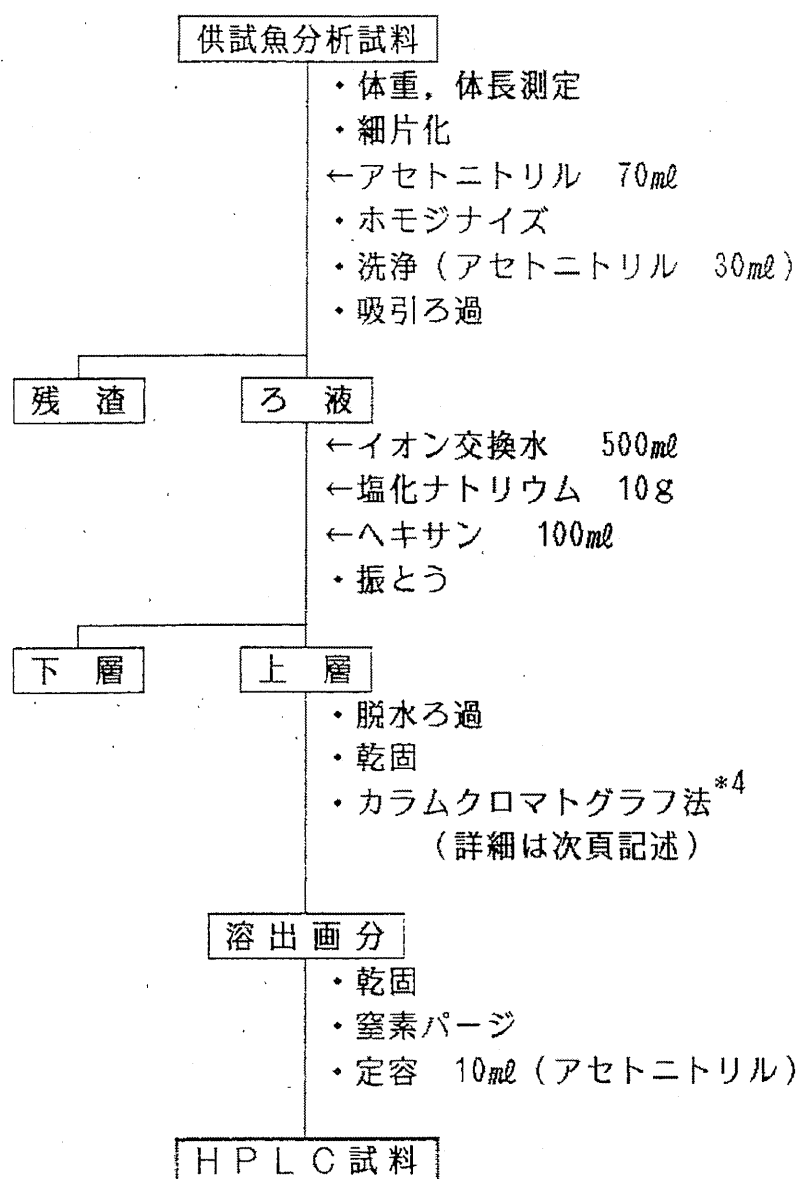 供試魚分析試料
・体重，体長測定
・細片化
←アセトニトリル　70mℓ
・ホモジナイズ
・洗浄（アセトニトリル　30mℓ）
・吸引ろ過
残　渣
ろ　液
←イオン交換水　500mℓ
←塩化ナトリウム　10g
←ヘキサン　100mℓ
・振とう
下　層
上　層
・脱水ろ過
・乾固
・カラムクロマトグラフ法*4
（詳細は次頁記述）
溶出画分
・乾固
・窒素パージ
・定容　10mℓ（アセトニトリル）
ＨＰＬＣ試料